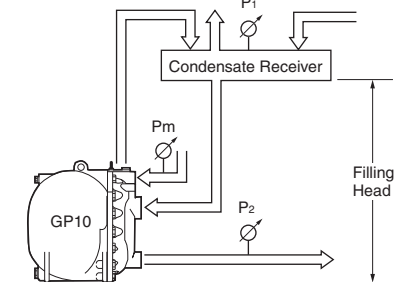 P₁
Condensate Receiver
Pm
Filling
Head
GP10
P₂